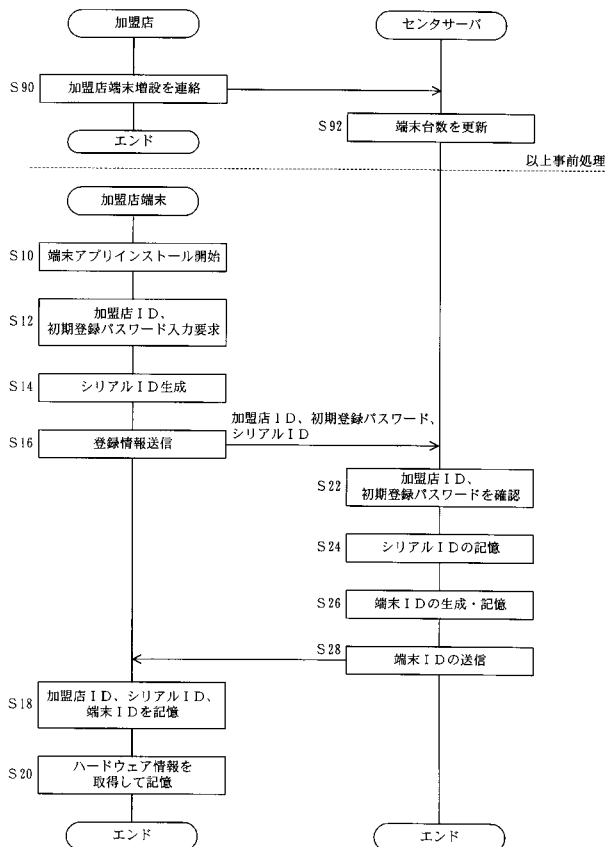 加盟店
センタサーバ
S90
加盟店端末増設を連絡
S92
端末台数を更新
エンド
以上事前処理
加盟店端末
S10
端末アプリインストール開始
S12
加盟店ID、
初期登録パスワード入力要求
S14
シリアルID生成
加盟店ID、初期登録パスワード、
シリアルID
S16
登録情報送信
S22
加盟店ID、
初期登録パスワードを確認
S24
シリアルIDの記憶
S26
端末IDの生成・記憶
S28
端末IDの送信
S18
加盟店ID、シリアルID、
端末IDを記憶
S20
ハードウェア情報を
取得して記憶
エンド
エンド